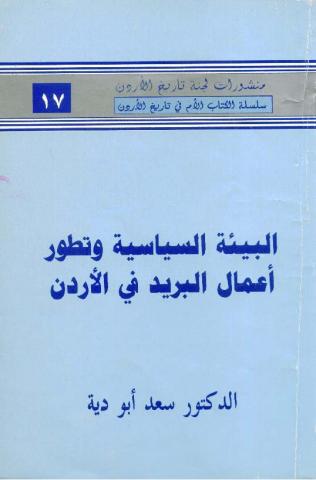 منشورات لجنة تاريخ الأردن
سلسلة الكتاب الأم في تاريخ الأردن
١٧
البيئة السياسية وتطور
أعمال البريد في الأردن
الدكتور سعد أبو دية